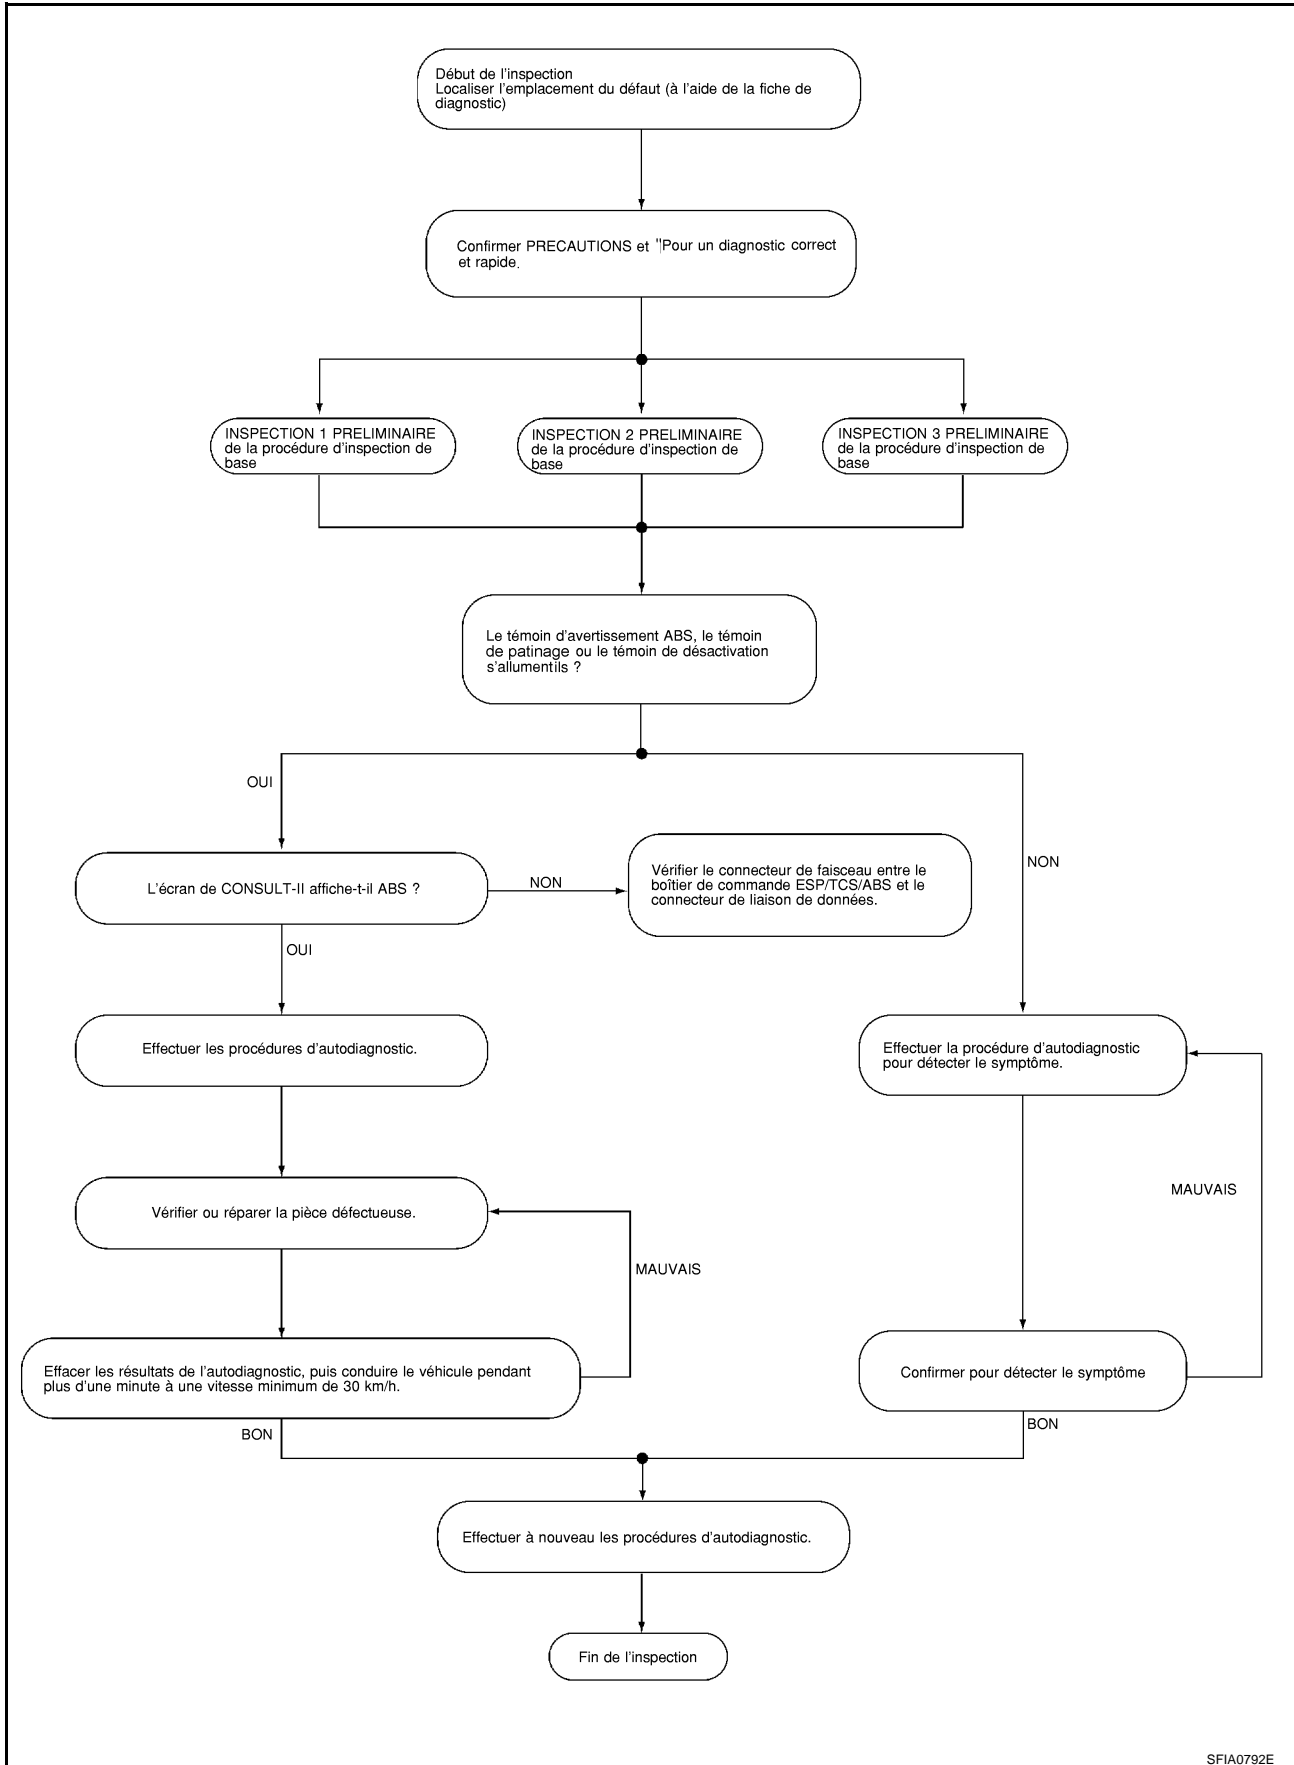 Début de l'inspection
Localiser l'emplacement du défaut (à l'aide de la fiche de
diagnostic)
Confirmer PRECAUTIONS et "Pour un diagnostic correct
et rapide.
INSPECTION 1 PRELIMINAIRE
de la procédure d'inspection de
base
INSPECTION 2 PRELIMINAIRE
de la procédure d'inspection de
base
INSPECTION 3 PRELIMINAIRE
de la procédure d'inspection de
base
Le témoin d'avertissement ABS, le témoin
de patinage ou le témoin de désactivation
s'allumentils ?
OUI
NON
L'écran de CONSULT-II affiche-t-il ABS ?
NON
Vérifier le connecteur de faisceau entre le
boîtier de commande ESP/TCS/ABS et le
connecteur de liaison de données.
OUI
Effectuer les procédures d'autodiagnostic.
Effectuer la procédure d'autodiagnostic
pour détecter le symptôme.
Vérifier ou réparer la pièce défectueuse.
MAUVAIS
MAUVAIS
Effacer les résultats de l'autodiagnostic, puis conduire le véhicule pendant
plus d'une minute à une vitesse minimum de 30 km/h.
Confirmer pour détecter le symptôme
BON
BON
Effectuer à nouveau les procédures d'autodiagnostic.
Fin de l'inspection
SFIA0792E